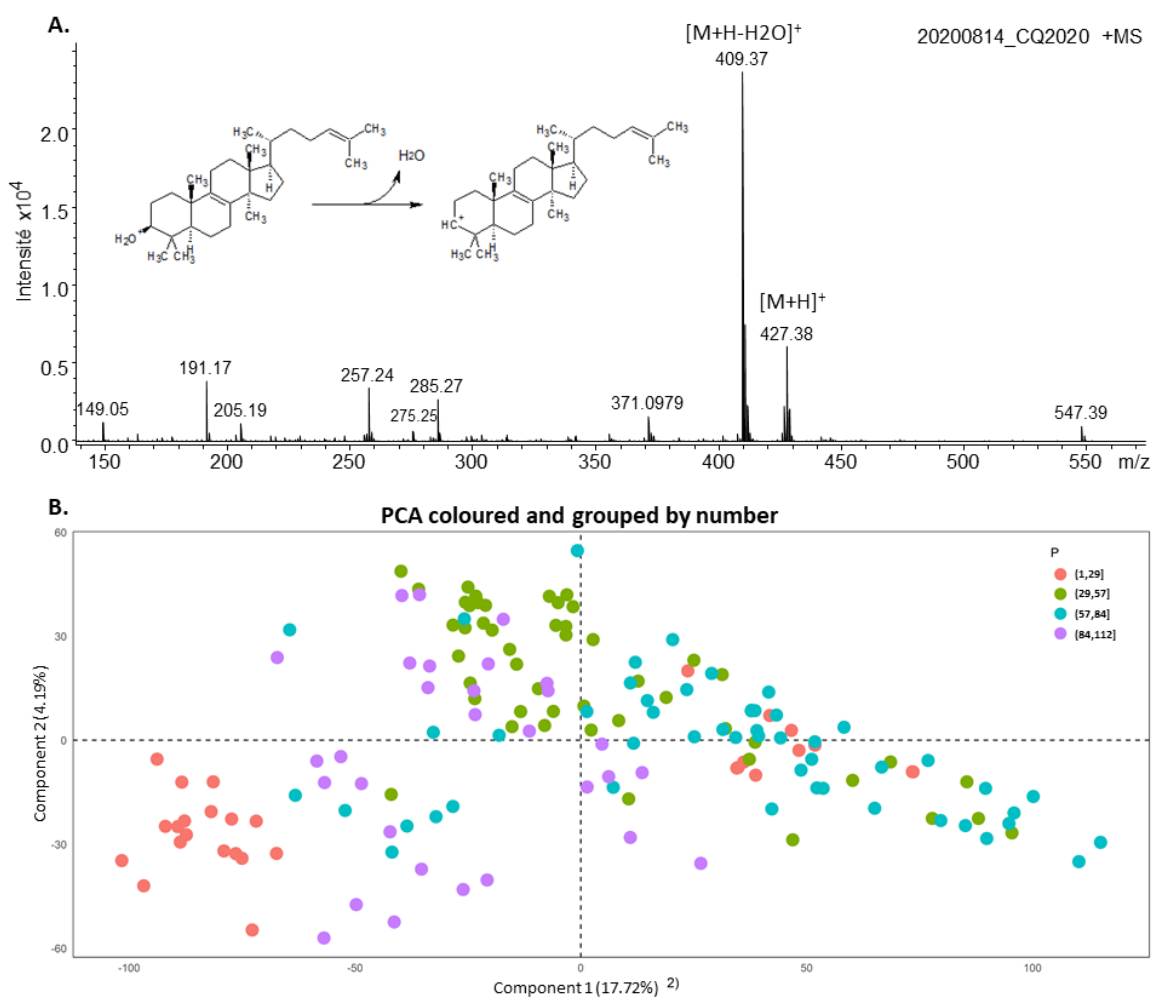 A.
[M+H-H2O]+
20200814_CQ2020 +MS
409.37
2.0
1.5
1.0
0.5
0.0
Intensité x10⁴
H₃C
CH₃
CH₃
CH₃
CH₃
H
CH₃
H₂O+
H
H₃C CH₃
H₂O
H₃C
CH₃
CH₃
CH₃
CH₃
H
CH₃
HC+
H
H₃C CH₃
[M+H]+
427.38
191.17
257.24
285.27
149.05
205.19
275.25
371.0979
547.39
150 200 250 300 350 400 450 500 550 m/z
B.
PCA coloured and grouped by number
60
30
0
-30
-60
Component 2 (4.19%)
P
[1,29]
(29,57]
(57,84]
(84,112]
-100 -50 0 50 100
Component 1 (17.72%) 2)